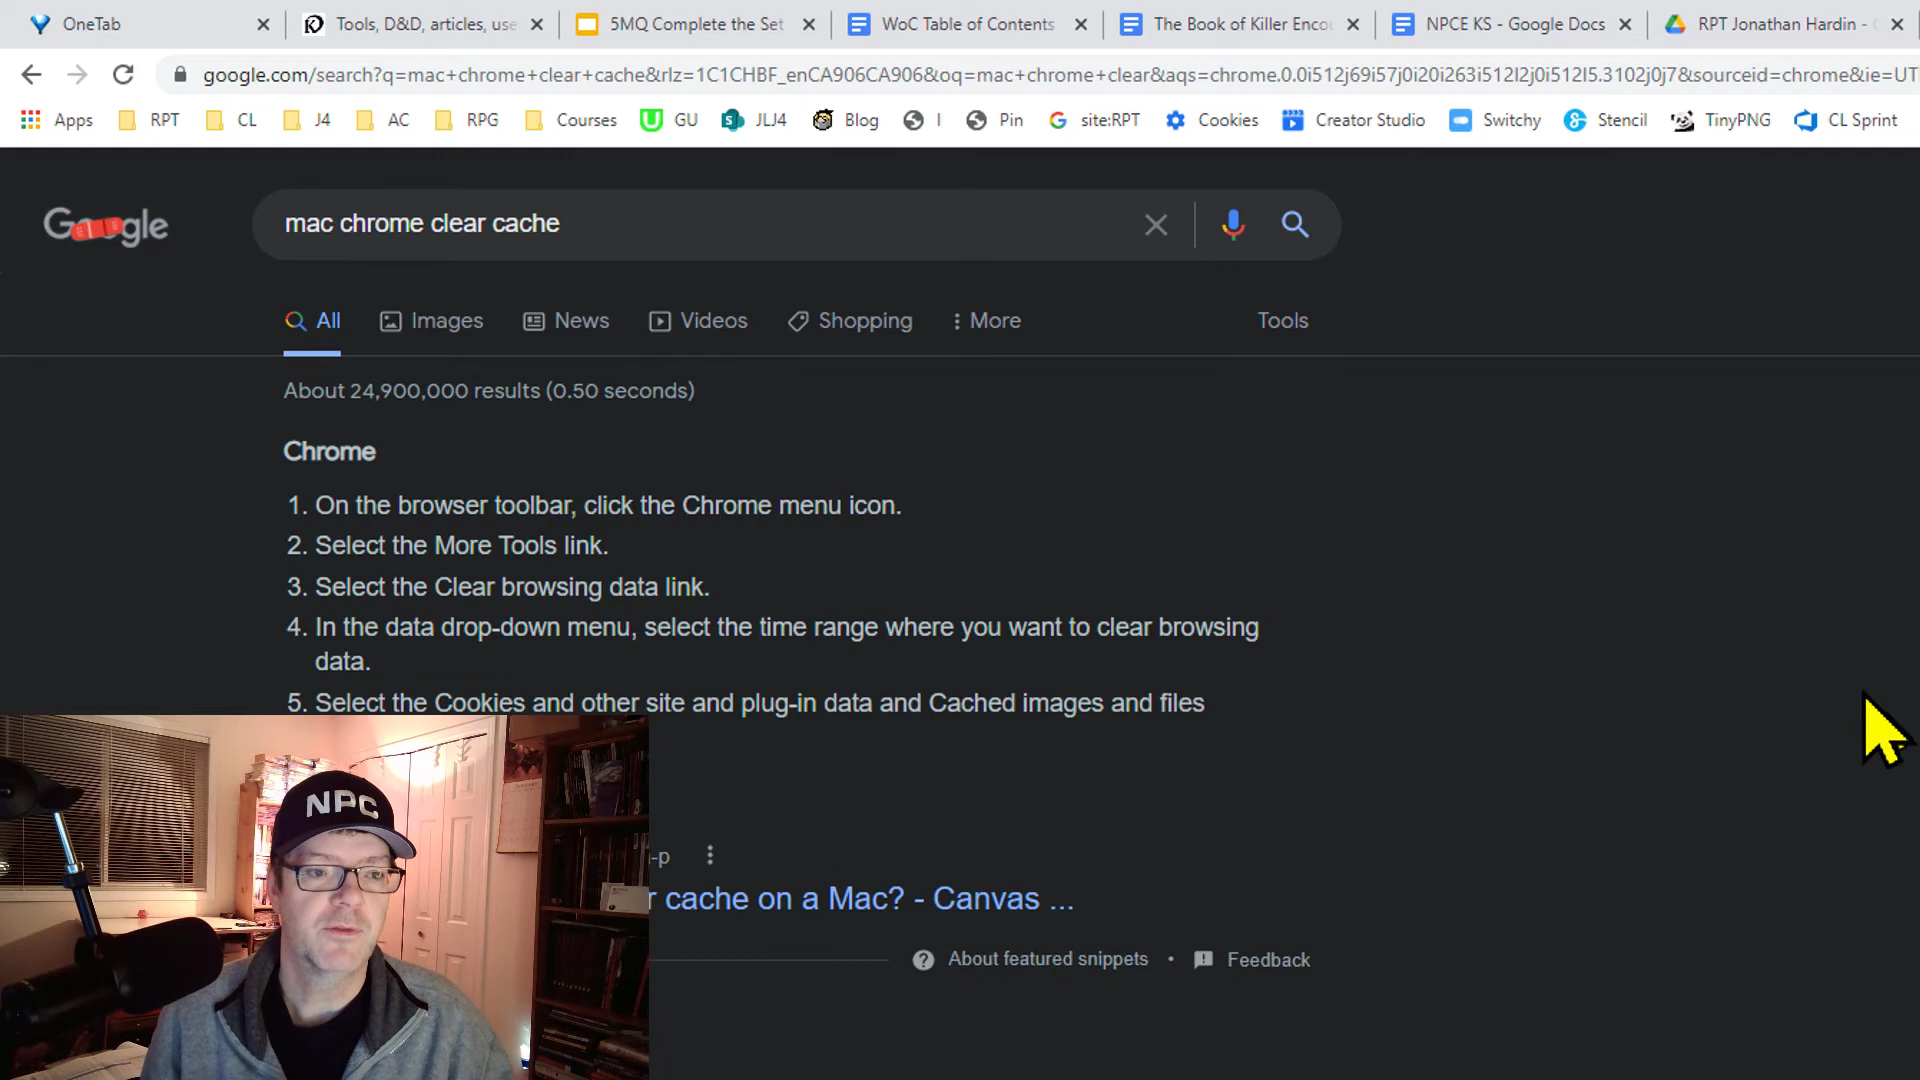 OneTab
Tools, D&D, articles, use
5MQ Complete the Set
WoC Table of Contents
The Book of Killer Enco
NPCE KS - Google Docs
RPT Jonathan Hardin -
google.com/search?q=mac+chrome+clear+cache&rlz=1C1CHBF_enCA906CA906&oq=mac+chrome+clear&aqs=chrome.0.0i512j69i57j0i20i263i512l2j0i512l5.3102j0j7&sourceid=chrome&ie=UT
Apps
RPT
CL
J4
AC
RPG
Courses
GU
JLJ4
Blog
I
Pin
site:RPT
Cookies
Creator Studio
Switchy
Stencil
TinyPNG
CL Sprint
Google
mac chrome clear cache
All
Images
News
Videos
Shopping
More
Tools
About 24,900,000 results (0.50 seconds)
Chrome
1. On the browser toolbar, click the Chrome menu icon.
2. Select the More Tools link.
3. Select the Clear browsing data link.
4. In the data drop-down menu, select the time range where you want to clear browsing
data.
5. Select the Cookies and other site and plug-in data and Cached images and files
-p
r cache on a Mac? - Canvas ...
About featured snippets • Feedback
NPC